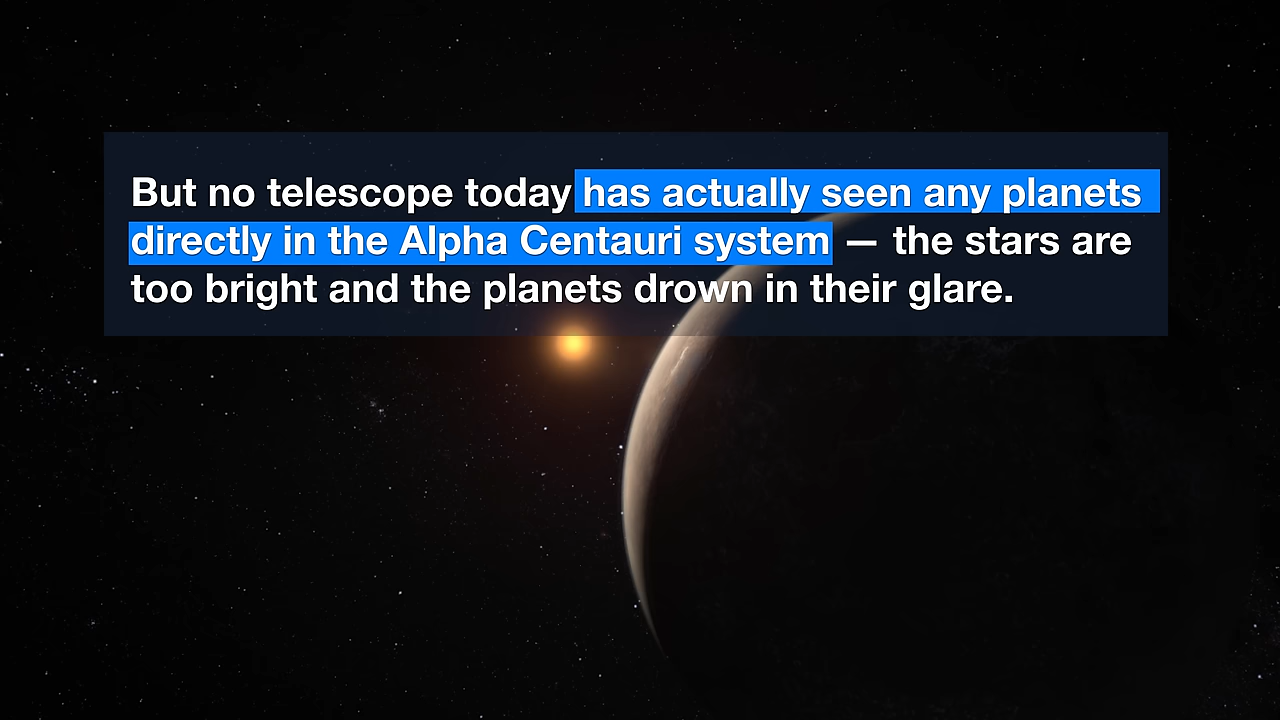 But no telescope today has actually seen any planets
directly in the Alpha Centauri system — the stars are
too bright and the planets drown in their glare.